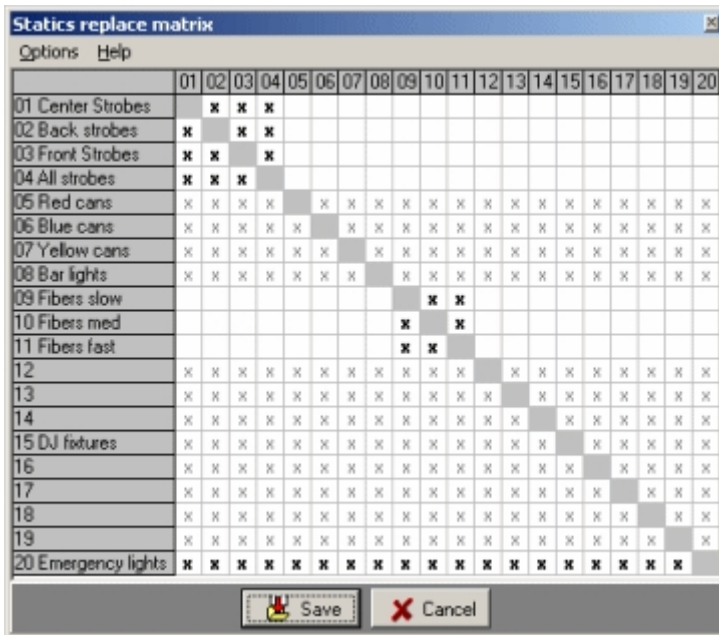 Statics replace matrix
Options Help
01 02 03 04 05 06 07 08 09 10 11 12 13 14 15 16 17 18 19 20
01 Center Strobes x x x
02 Back strobes x x x
03 Front Strobes x x x
04 All strobes x x x
05 Red cans x x x x x x x x x x x x x x x x x x x
06 Blue cans x x x x x x x x x x x x x x x x x x x
07 Yellow cans x x x x x x x x x x x x x x x x x x x
08 Bar lights x x x x x x x x x x x x x x x x x x x
09 Fibers slow x x
10 Fibers med x x
11 Fibers fast x x
12 x x x x x x x x x x x x x x x x x x x
13 x x x x x x x x x x x x x x x x x x x
14 x x x x x x x x x x x x x x x x x x x
15 DJ fixtures x x x x x x x x x x x x x x x x x x x
16 x x x x x x x x x x x x x x x x x x x
17 x x x x x x x x x x x x x x x x x x x
18 x x x x x x x x x x x x x x x x x x x
19 x x x x x x x x x x x x x x x x x x x
20 Emergency lights x x x x x x x x x x x x x x x x x x x
Save Cancel